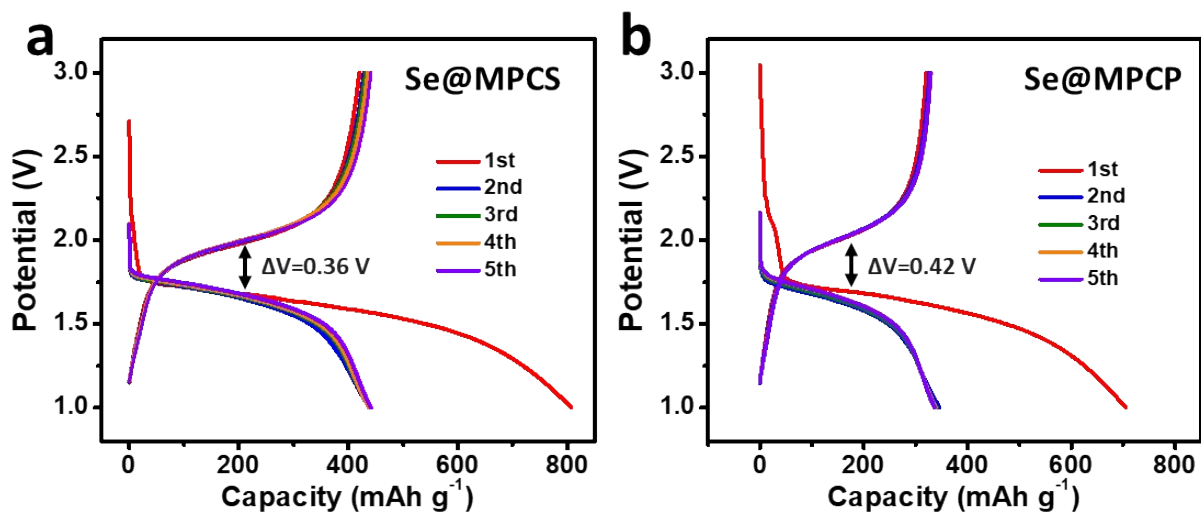 a
Se@MPCS
3.0
2.5
2.0
1.5
1.0
Potential (V)
1st
2nd
3rd
4th
5th
ΔV=0.36 V
0
200
400
600
800
Capacity (mAh g⁻¹)
b
Se@MPCP
3.0
2.5
2.0
1.5
1.0
Potential (V)
1st
2nd
3rd
4th
5th
ΔV=0.42 V
0
200
400
600
800
Capacity (mAh g⁻¹)